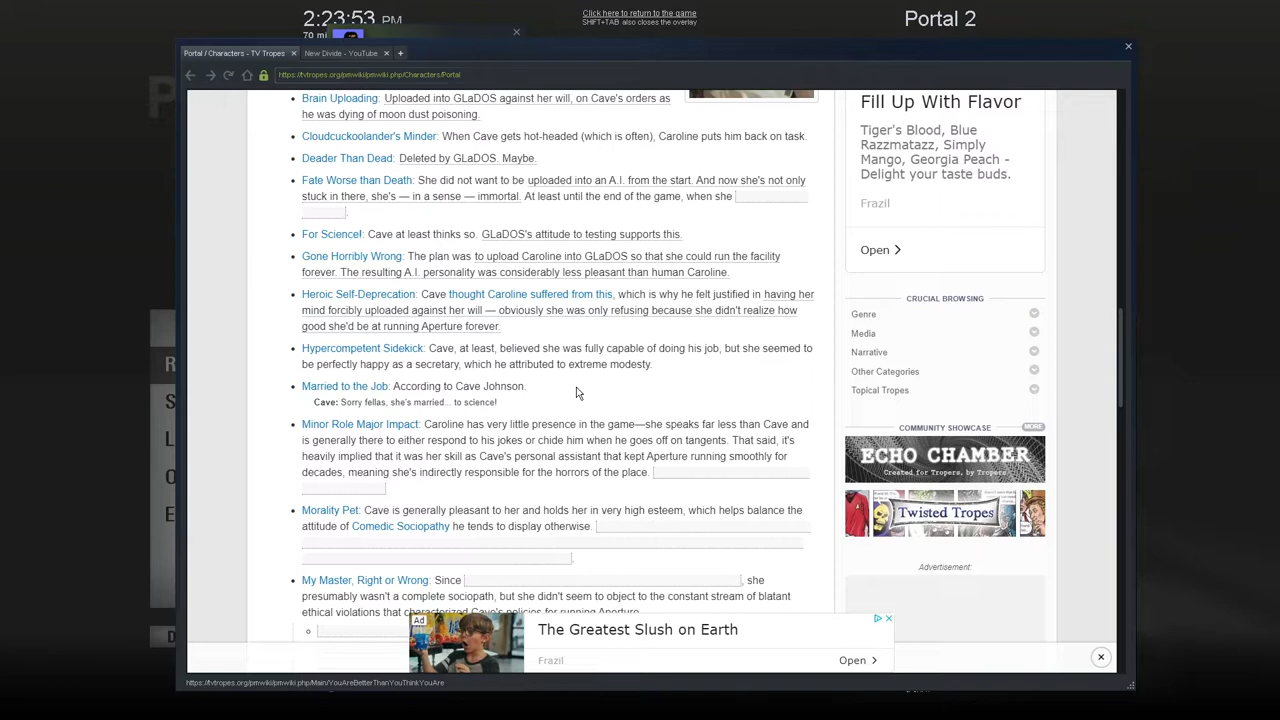 2:23:53 PM
Click here to return to the game
SHIFT+TAB also closes the overlay
Portal 2
70 mi
Portal / Characters - TV Tropes
New Divide - YouTube
https://tvtropes.org/pmwiki/pmwiki.php/Characters/Portal
Brain Uploading: Uploaded into GLaDOS against her will, on Cave's orders as
he was dying of moon dust poisoning.
Cloudcuckoolander's Minder: When Cave gets hot-headed (which is often), Caroline puts him back on task.
Deader Than Dead: Deleted by GLaDOS. Maybe.
Fate Worse than Death: She did not want to be uploaded into an A.I. from the start. And now she's not only
stuck in there, she's — in a sense — immortal. At least until the end of the game, when she
For Science!: Cave at least thinks so. GLaDOS's attitude to testing supports this.
Gone Horribly Wrong: The plan was to upload Caroline into GLaDOS so that she could run the facility
forever. The resulting A.I. personality was considerably less pleasant than human Caroline.
Heroic Self-Deprecation: Cave thought Caroline suffered from this, which is why he felt justified in having her
mind forcibly uploaded against her will — obviously she was only refusing because she didn't realize how
good she'd be at running Aperture forever.
Hypercompetent Sidekick: Cave, at least, believed she was fully capable of doing his job, but she seemed to
be perfectly happy as a secretary, which he attributed to extreme modesty.
Married to the Job: According to Cave Johnson.
Cave: Sorry fellas, she's married... to science!
Minor Role Major Impact: Caroline has very little presence in the game—she speaks far less than Cave and
is generally there to either respond to his jokes or chide him when he goes off on tangents. That said, it's
heavily implied that it was her skill as Cave's personal assistant that kept Aperture running smoothly for
decades, meaning she's indirectly responsible for the horrors of the place.
Morality Pet: Cave is generally pleasant to her and holds her in very high esteem, which helps balance the
attitude of Comedic Sociopathy he tends to display otherwise.
My Master, Right or Wrong: Since , she
presumably wasn't a complete sociopath, but she didn't seem to object to the constant stream of blatant
ethical violations that characterized Cave's policies for running Aperture.
Fill Up With Flavor
Tiger's Blood, Blue
Razzmatazz, Simply
Mango, Georgia Peach -
Delight your taste buds.
Frazil
Open
CRUCIAL BROWSING
Genre
Media
Narrative
Other Categories
Topical Tropes
COMMUNITY SHOWCASE MORE
ECHO CHAMBER
Created for Tropers, by Tropers
Twisted Tropes
Advertisement:
Ad
The Greatest Slush on Earth
Frazil
Open
https://tvtropes.org/pmwiki/pmwiki.php/Main/YouAreBetterThanYouThinkYouAre